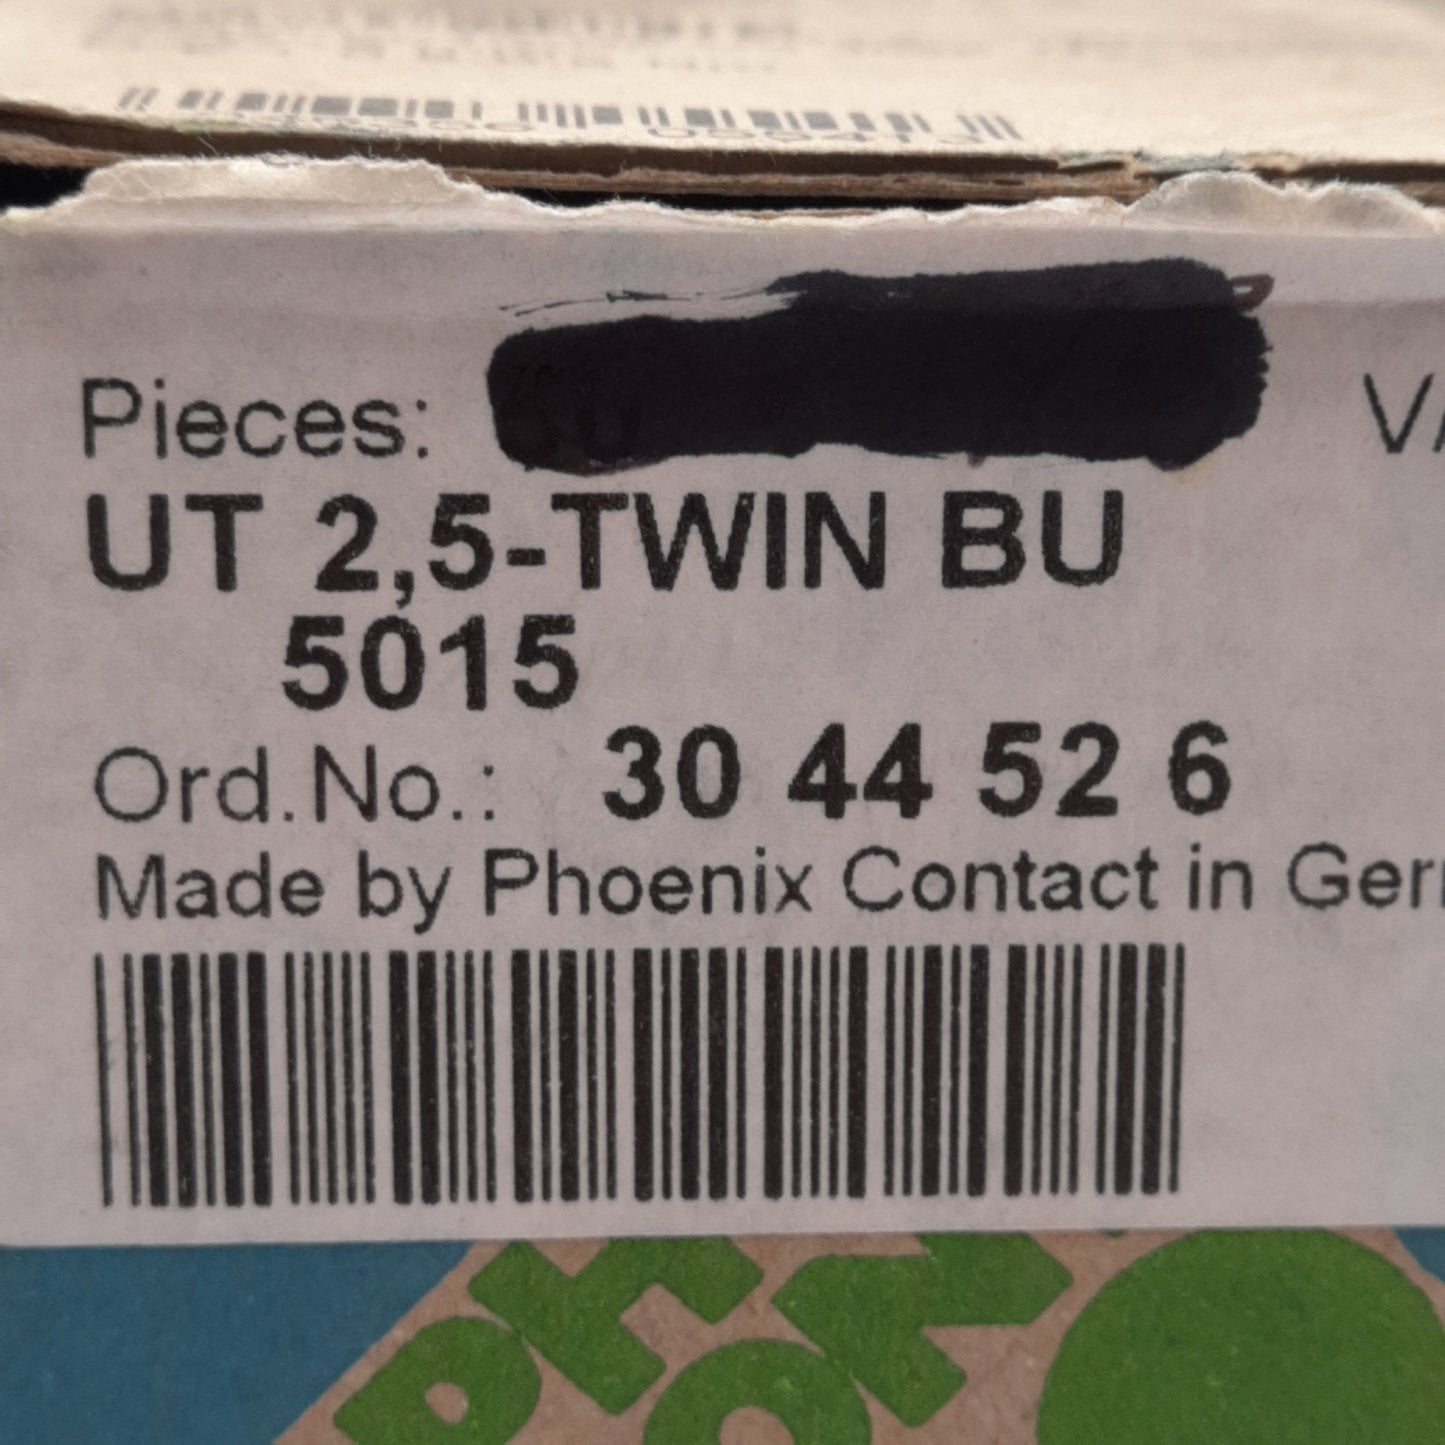 Pieces:
UT 2,5-TWIN BU
5015
Ord.No.: 30 44 52 6
Made by Phoenix Contact in Ger